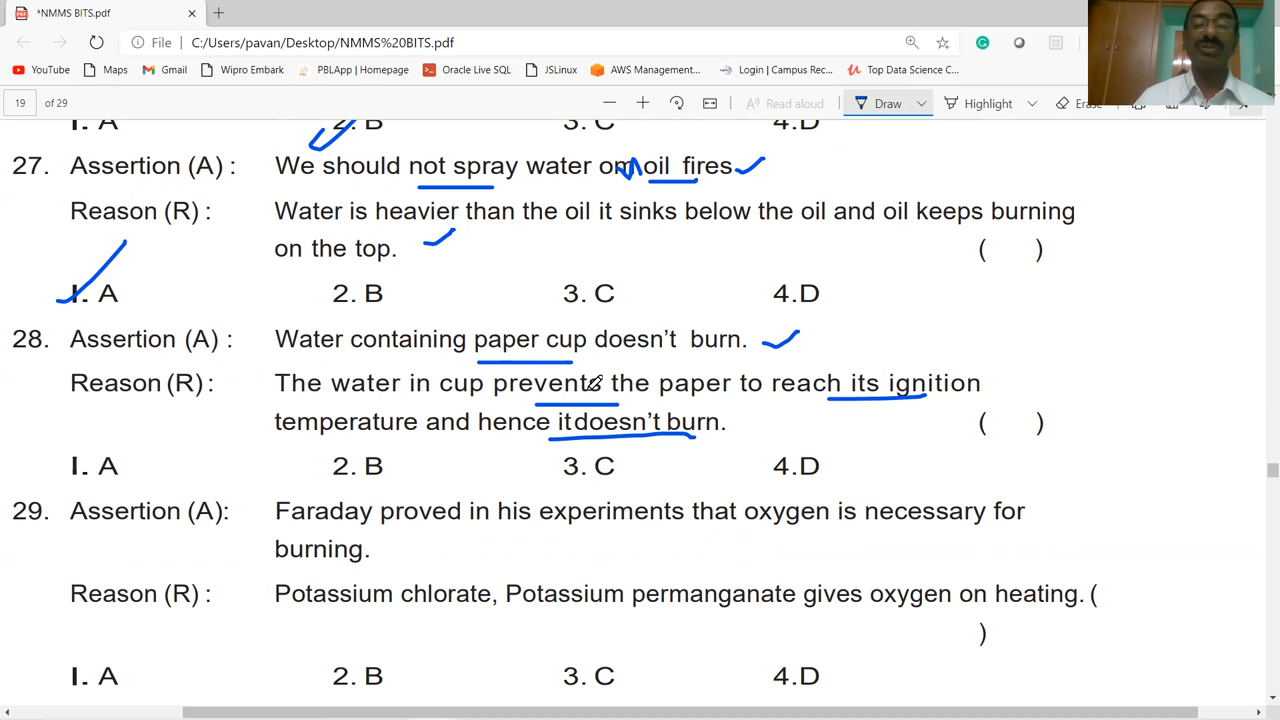 *NMMS BITS.pdf
File C:/Users/pavan/Desktop/NMMS%20BITS.pdf
YouTube Maps Gmail Wipro Embark PBLApp | Homepage Oracle Live SQL JSLinux AWS Management... Login | Campus Rec... Top Data Science C...
19 of 29 Read aloud Draw Highlight Erase
I. A 2. B 3. C 4.D
27. Assertion (A) : We should not spray water on oil fires
Reason (R) : Water is heavier than the oil it sinks below the oil and oil keeps burning
on the top. ( )
I. A 2. B 3. C 4.D
28. Assertion (A) : Water containing paper cup doesn't burn.
Reason (R) : The water in cup prevents the paper to reach its ignition
temperature and hence it doesn't burn. ( )
I. A 2. B 3. C 4.D
29. Assertion (A): Faraday proved in his experiments that oxygen is necessary for
burning.
Reason (R) : Potassium chlorate, Potassium permanganate gives oxygen on heating. (
)
I. A 2. B 3. C 4.D